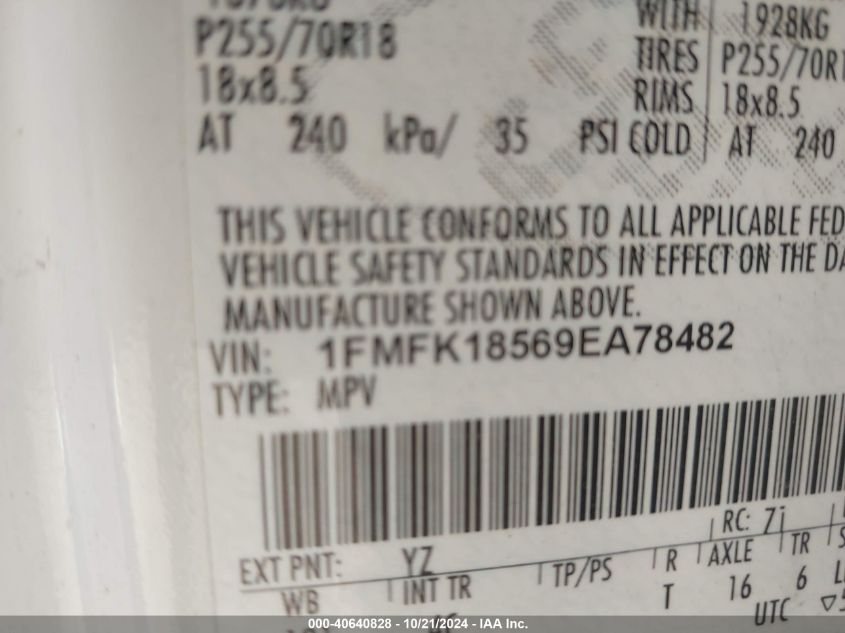 P255/70R18
18x8.5
AT 240 kPa/ 35 PSI COLD
WITH 1928KG
TIRES P255/70R1
RIMS 18x8.5
AT 240
THIS VEHICLE CONFORMS TO ALL APPLICABLE FED
VEHICLE SAFETY STANDARDS IN EFFECT ON THE DA
MANUFACTURE SHOWN ABOVE.
VIN: 1FMFK18569EA78482
TYPE: MPV
EXT PNT: YZ RC: 71
WB INT TR TP/PS R AXLE TR
T 16 6
UTC
000-40640828 - 10/21/2024 - IAA Inc.